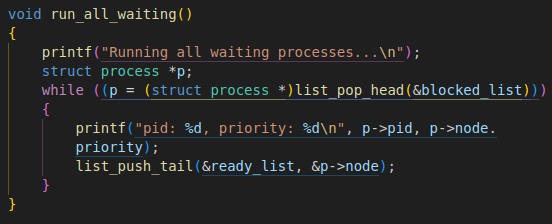 void run_all_waiting()
{
    printf("Running all waiting processes...\n");
    struct process *p;
    while ((p = (struct process *)list_pop_head(&blocked_list)))
    {
        printf("pid: %d, priority: %d\n", p->pid, p->node.
        priority);
        list_push_tail(&ready_list, &p->node);
    }
}